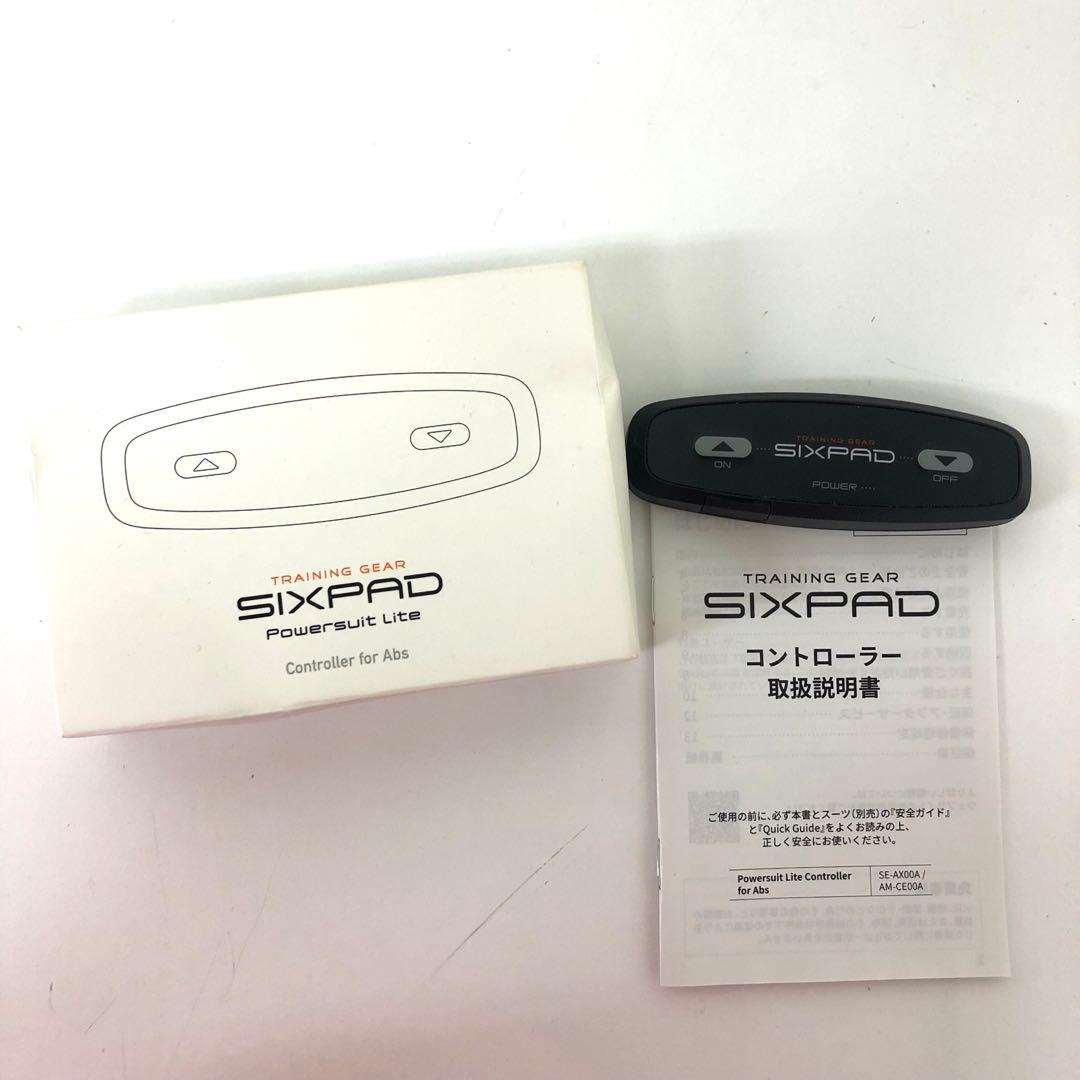 TRAINING GEAR
SIXPAD
Powersuit Lite
Controller for Abs
TRAINING GEAR
SIXPAD
ON
OFF
POWER
TRAINING GEAR
SIXPAD
コントローラー
取扱説明書
ご使用の前に、必ず本書とスーツ(別売)の『安全ガイド』
と『Quick Guide』をよくお読みの上、
正しく安全にお使いください。
Powersuit Lite Controller
for Abs
SE-AX00A /
AM-CE00A